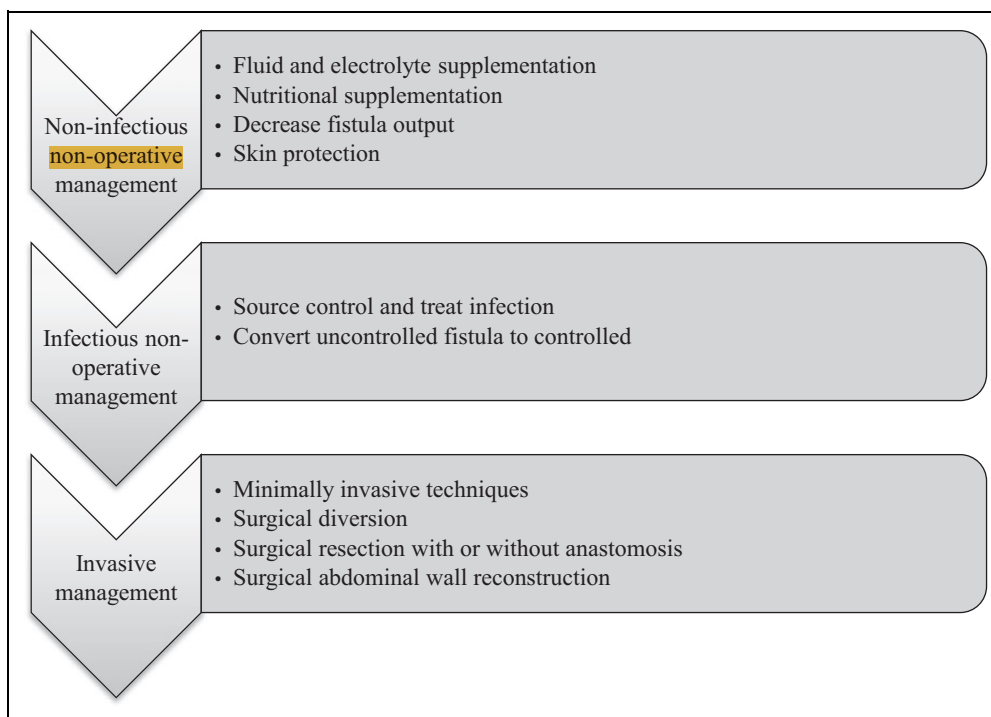 Non-infectious
non-operative
management
• Fluid and electrolyte supplementation
• Nutritional supplementation
• Decrease fistula output
• Skin protection
Infectious non-
operative
management
• Source control and treat infection
• Convert uncontrolled fistula to controlled
Invasive
management
• Minimally invasive techniques
• Surgical diversion
• Surgical resection with or without anastomosis
• Surgical abdominal wall reconstruction